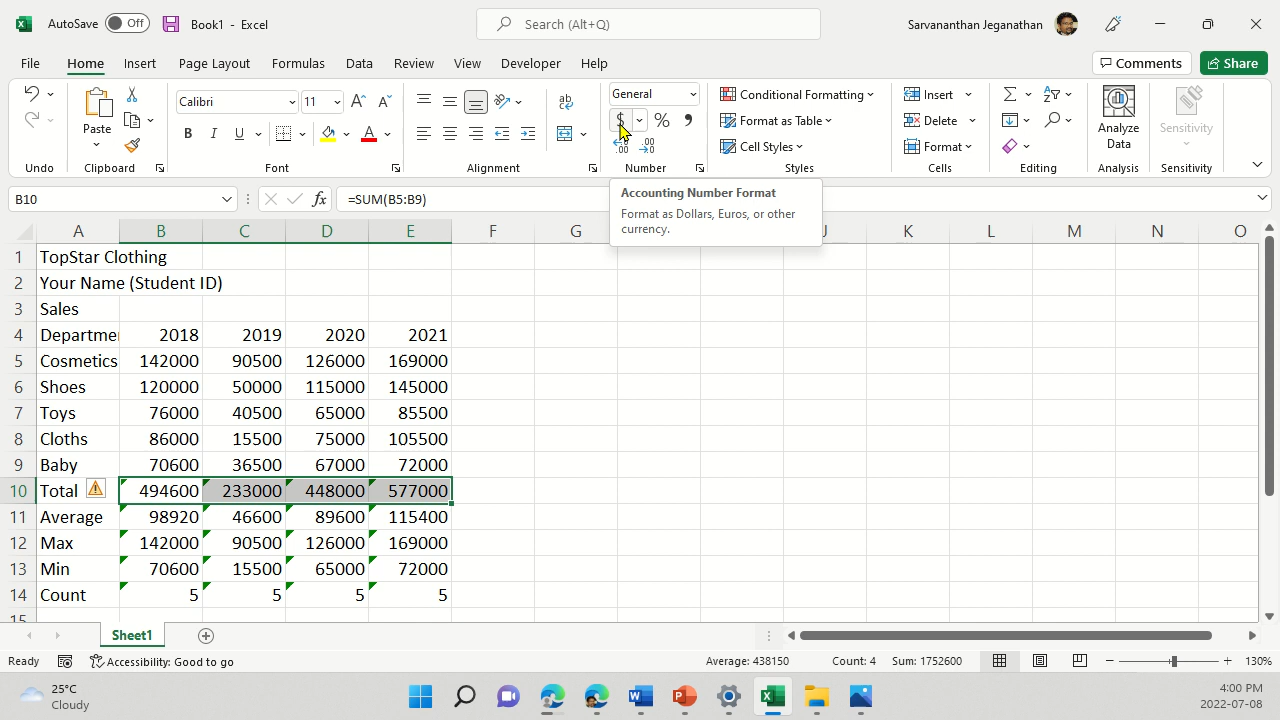 AutoSave Off Book1 - Excel Search (Alt+Q) Sarvananthan Jeganathan
File Home Insert Page Layout Formulas Data Review View Developer Help Comments Share
Calibri 11 General Conditional Formatting Insert
Paste B I U A $ % , Format as Table Delete Analyze Data Sensitivity
Cell Styles Format
Undo Clipboard Font Alignment Number Styles Cells Editing Analysis Sensitivity
B10 fx =SUM(B5:B9)
Accounting Number Format
Format as Dollars, Euros, or other
currency.
A B C D E F G J K L M N O
1 TopStar Clothing
2 Your Name (Student ID)
3 Sales
4 Departme 2018 2019 2020 2021
5 Cosmetics 142000 90500 126000 169000
6 Shoes 120000 50000 115000 145000
7 Toys 76000 40500 65000 85500
8 Cloths 86000 15500 75000 105500
9 Baby 70600 36500 67000 72000
10 Total 494600 233000 448000 577000
11 Average 98920 46600 89600 115400
12 Max 142000 90500 126000 169000
13 Min 70600 15500 65000 72000
14 Count 5 5 5 5
15
Sheet1
Ready Accessibility: Good to go Average: 438150 Count: 4 Sum: 1752600 130%
25°C
Cloudy
4:00 PM
2022-07-08